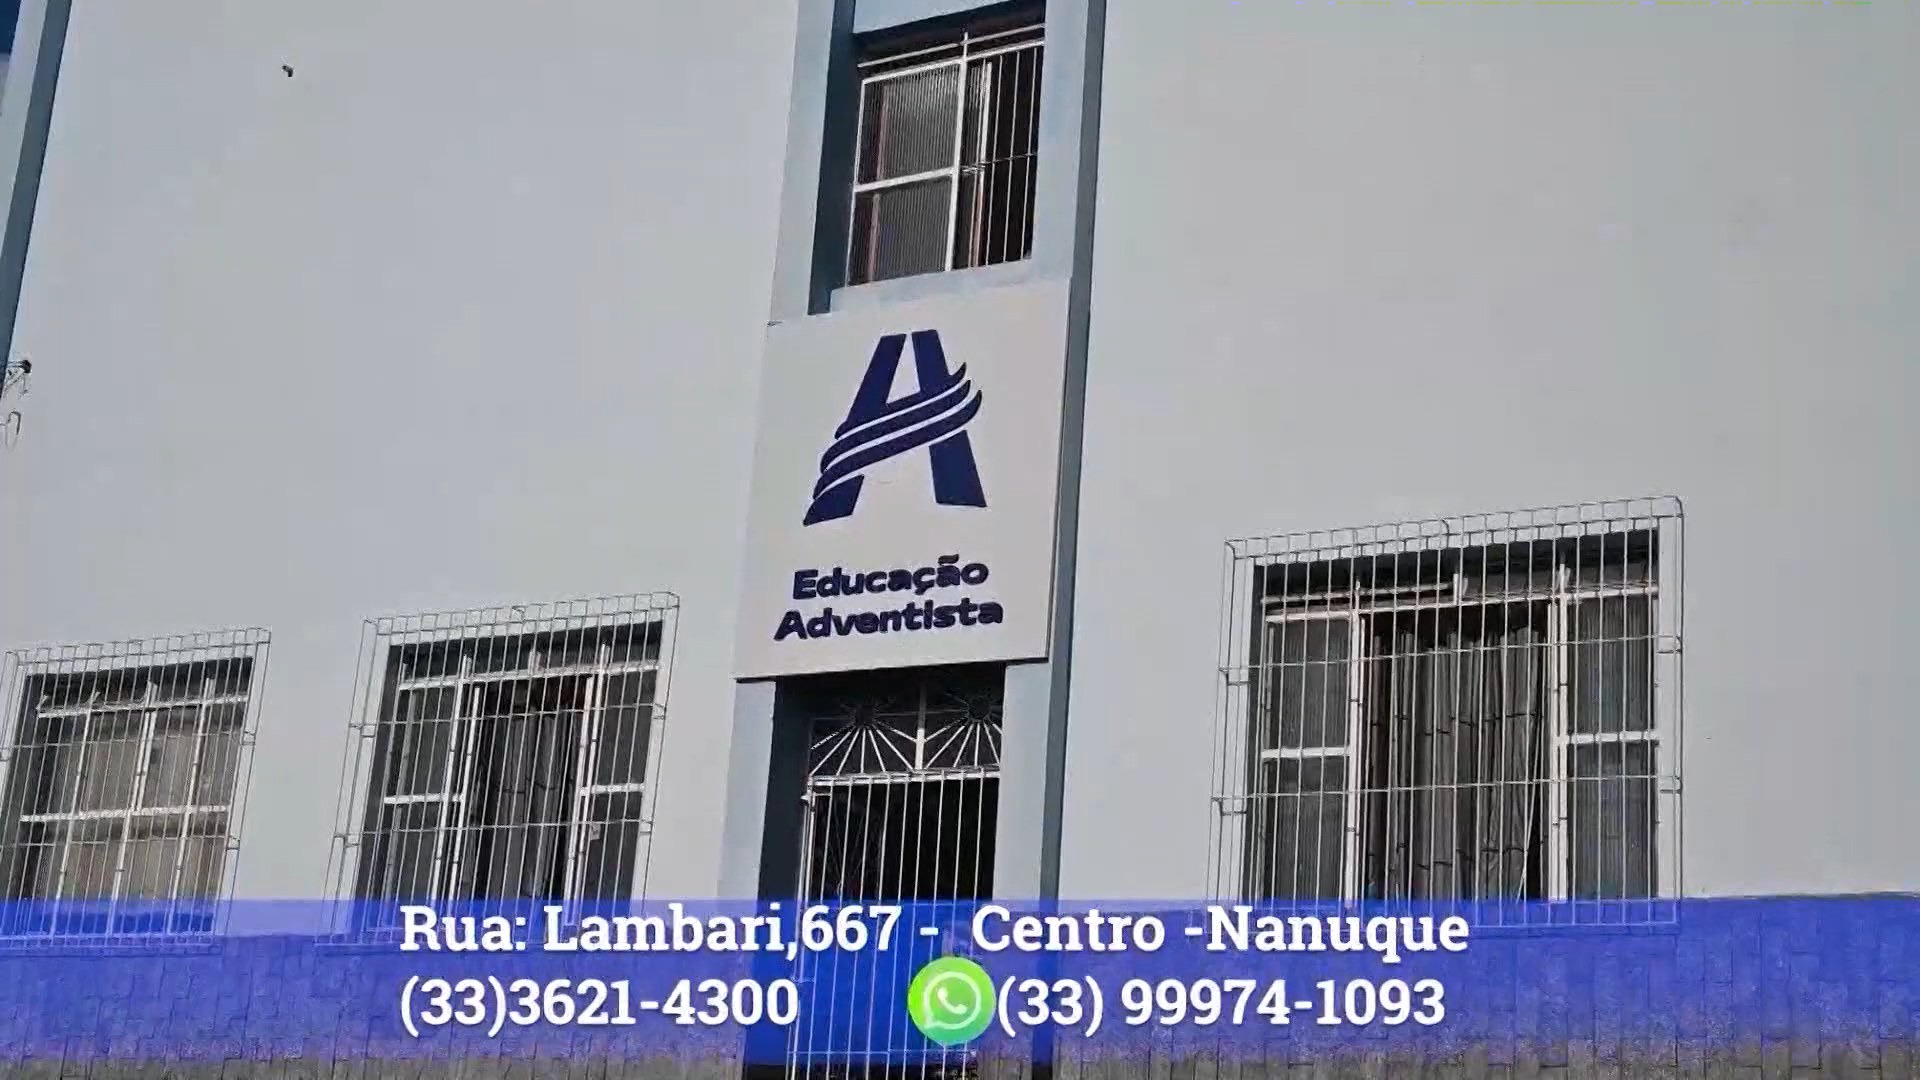 Educação
Adventista
Rua: Lambari,667 - Centro -Nanuque
(33)3621-4300 (33) 99974-1093